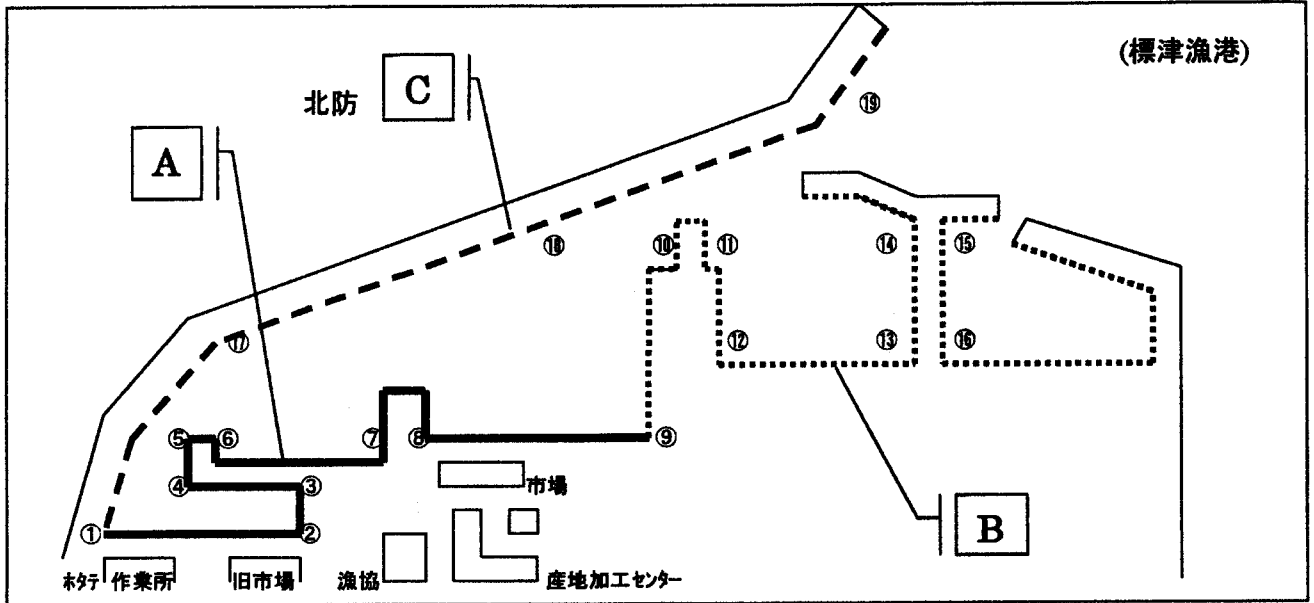 (標津漁港)
北防
C
A
B
⑲
⑱
⑩
⑪
⑭
⑮
⑰
⑫
⑬
⑯
⑤
⑥
⑦
⑧
⑨
④
③
①
②
市場
ホタテ 作業所
旧市場
漁協
産地加工センター